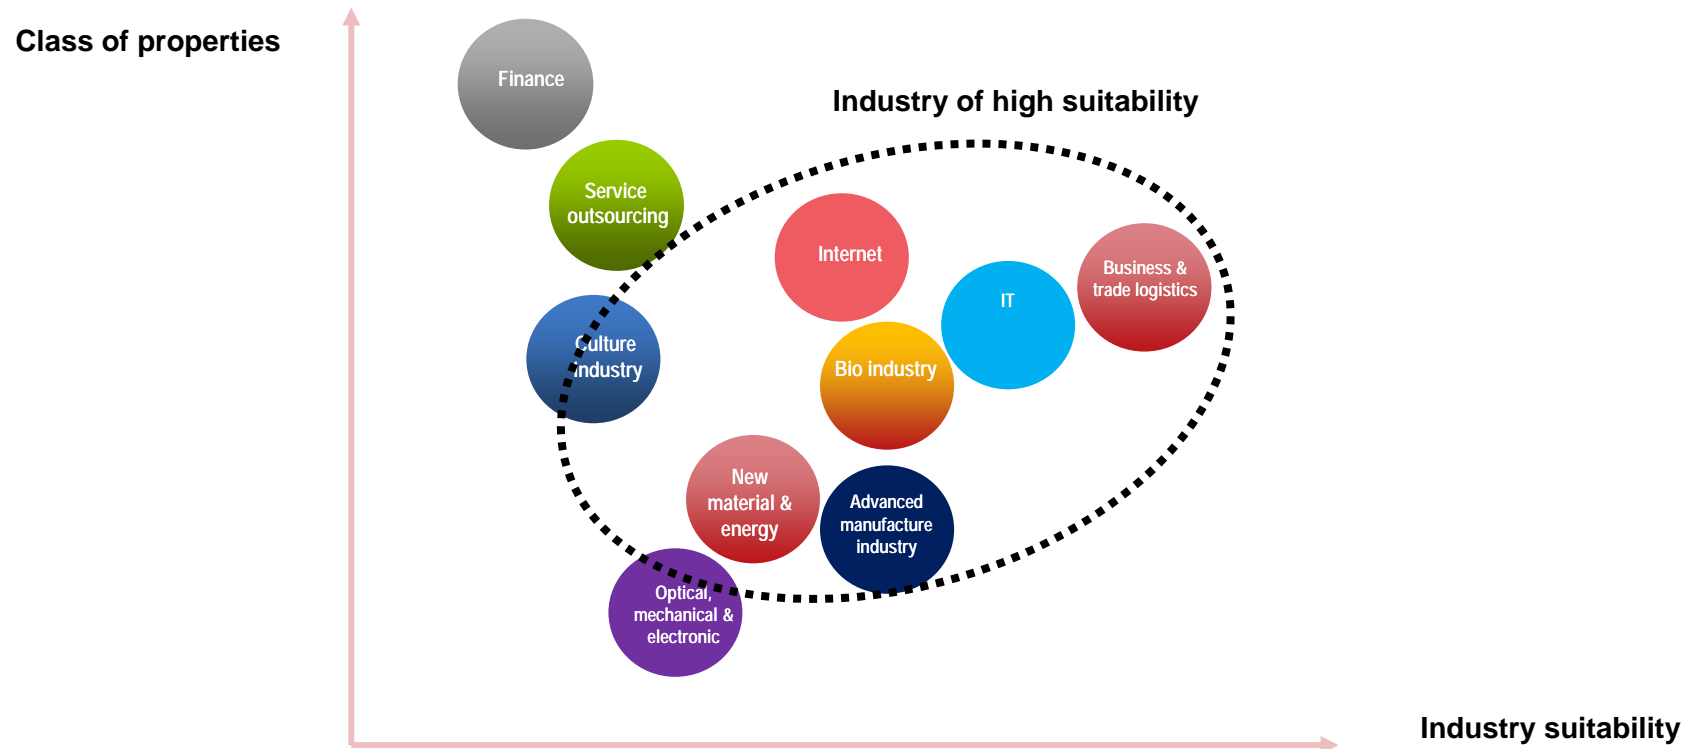 Class of properties
Finance
Industry of high suitability
Service
outsourcing
Internet
Business &
trade logistics
IT
Culture
industry
Bio industry
New
material &
energy
Advanced
manufacture
industry
Optical,
mechanical &
electronic
Industry suitability